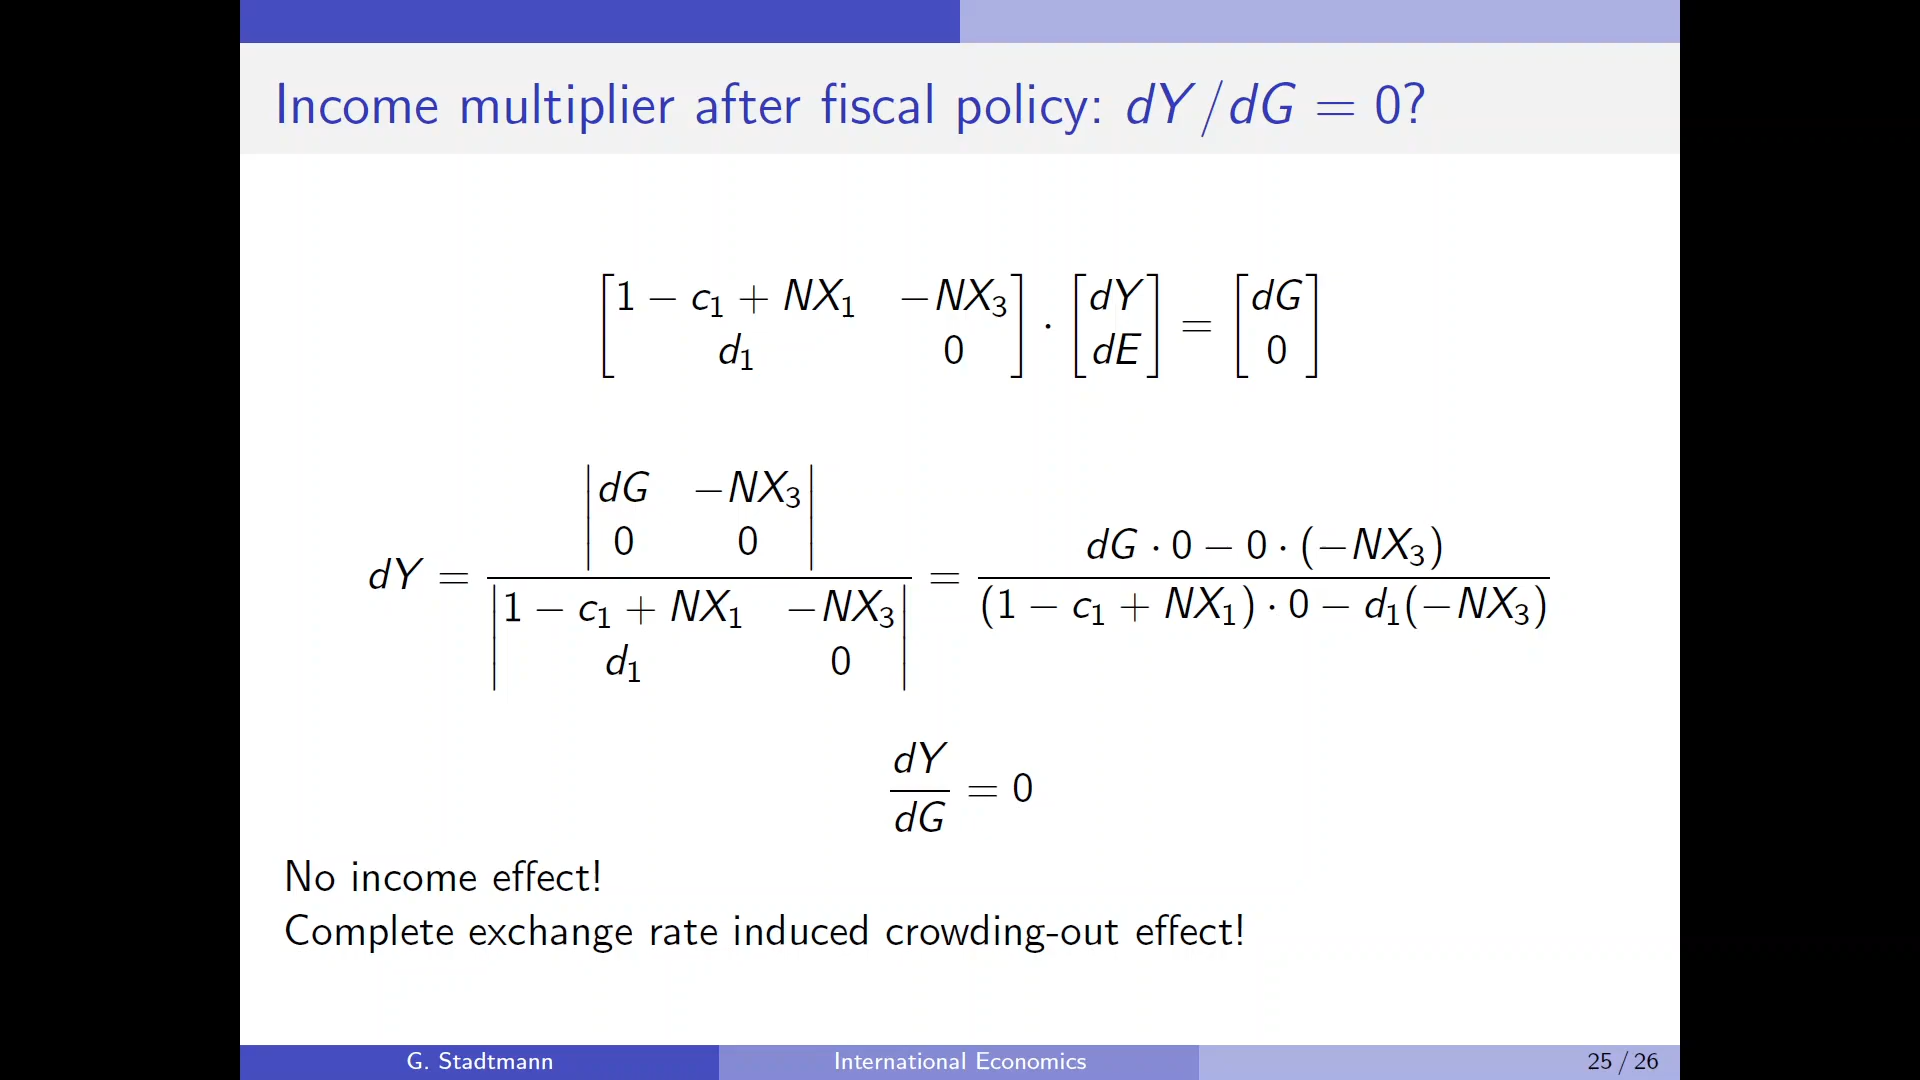 Income multiplier after fiscal policy: dY/dG = 0?
[1 − c₁ + NX₁ −NX₃
d₁ 0] · [dY
dE] = [dG
0]
dY = |dG −NX₃
0 0| / |1 − c₁ + NX₁ −NX₃
d₁ 0| = dG · 0 − 0 · (−NX₃) / (1 − c₁ + NX₁) · 0 − d₁(−NX₃)
dY/dG = 0
No income effect!
Complete exchange rate induced crowding-out effect!
G. Stadtmann International Economics 25 / 26